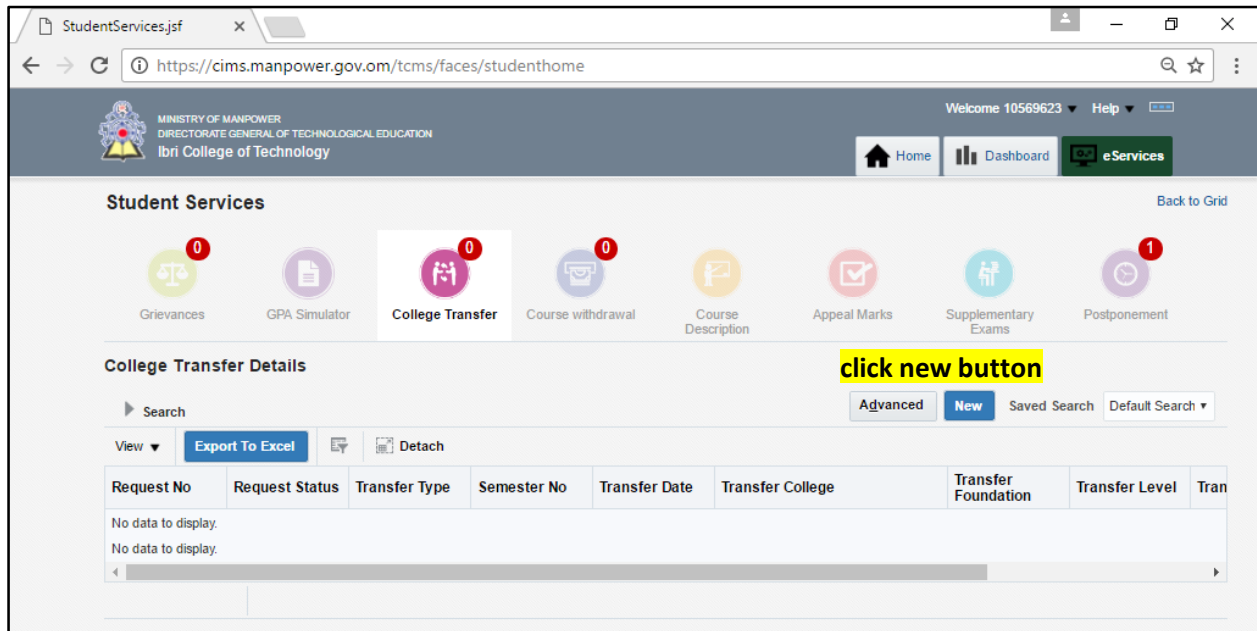 StudentServices.jsf
https://cims.manpower.gov.om/tcms/faces/studenthome
MINISTRY OF MANPOWER
DIRECTORATE GENERAL OF TECHNOLOGICAL EDUCATION
Ibri College of Technology
Welcome 10569623 Help
Home Dashboard eServices
Student Services Back to Grid
0 0 0 1
Grievances GPA Simulator College Transfer Course withdrawal Course Description Appeal Marks Supplementary Exams Postponement
College Transfer Details
click new button
Search Advanced New Saved Search Default Search
View Export To Excel Detach
Request No Request Status Transfer Type Semester No Transfer Date Transfer College Transfer Foundation Transfer Level Tran
No data to display.
No data to display.